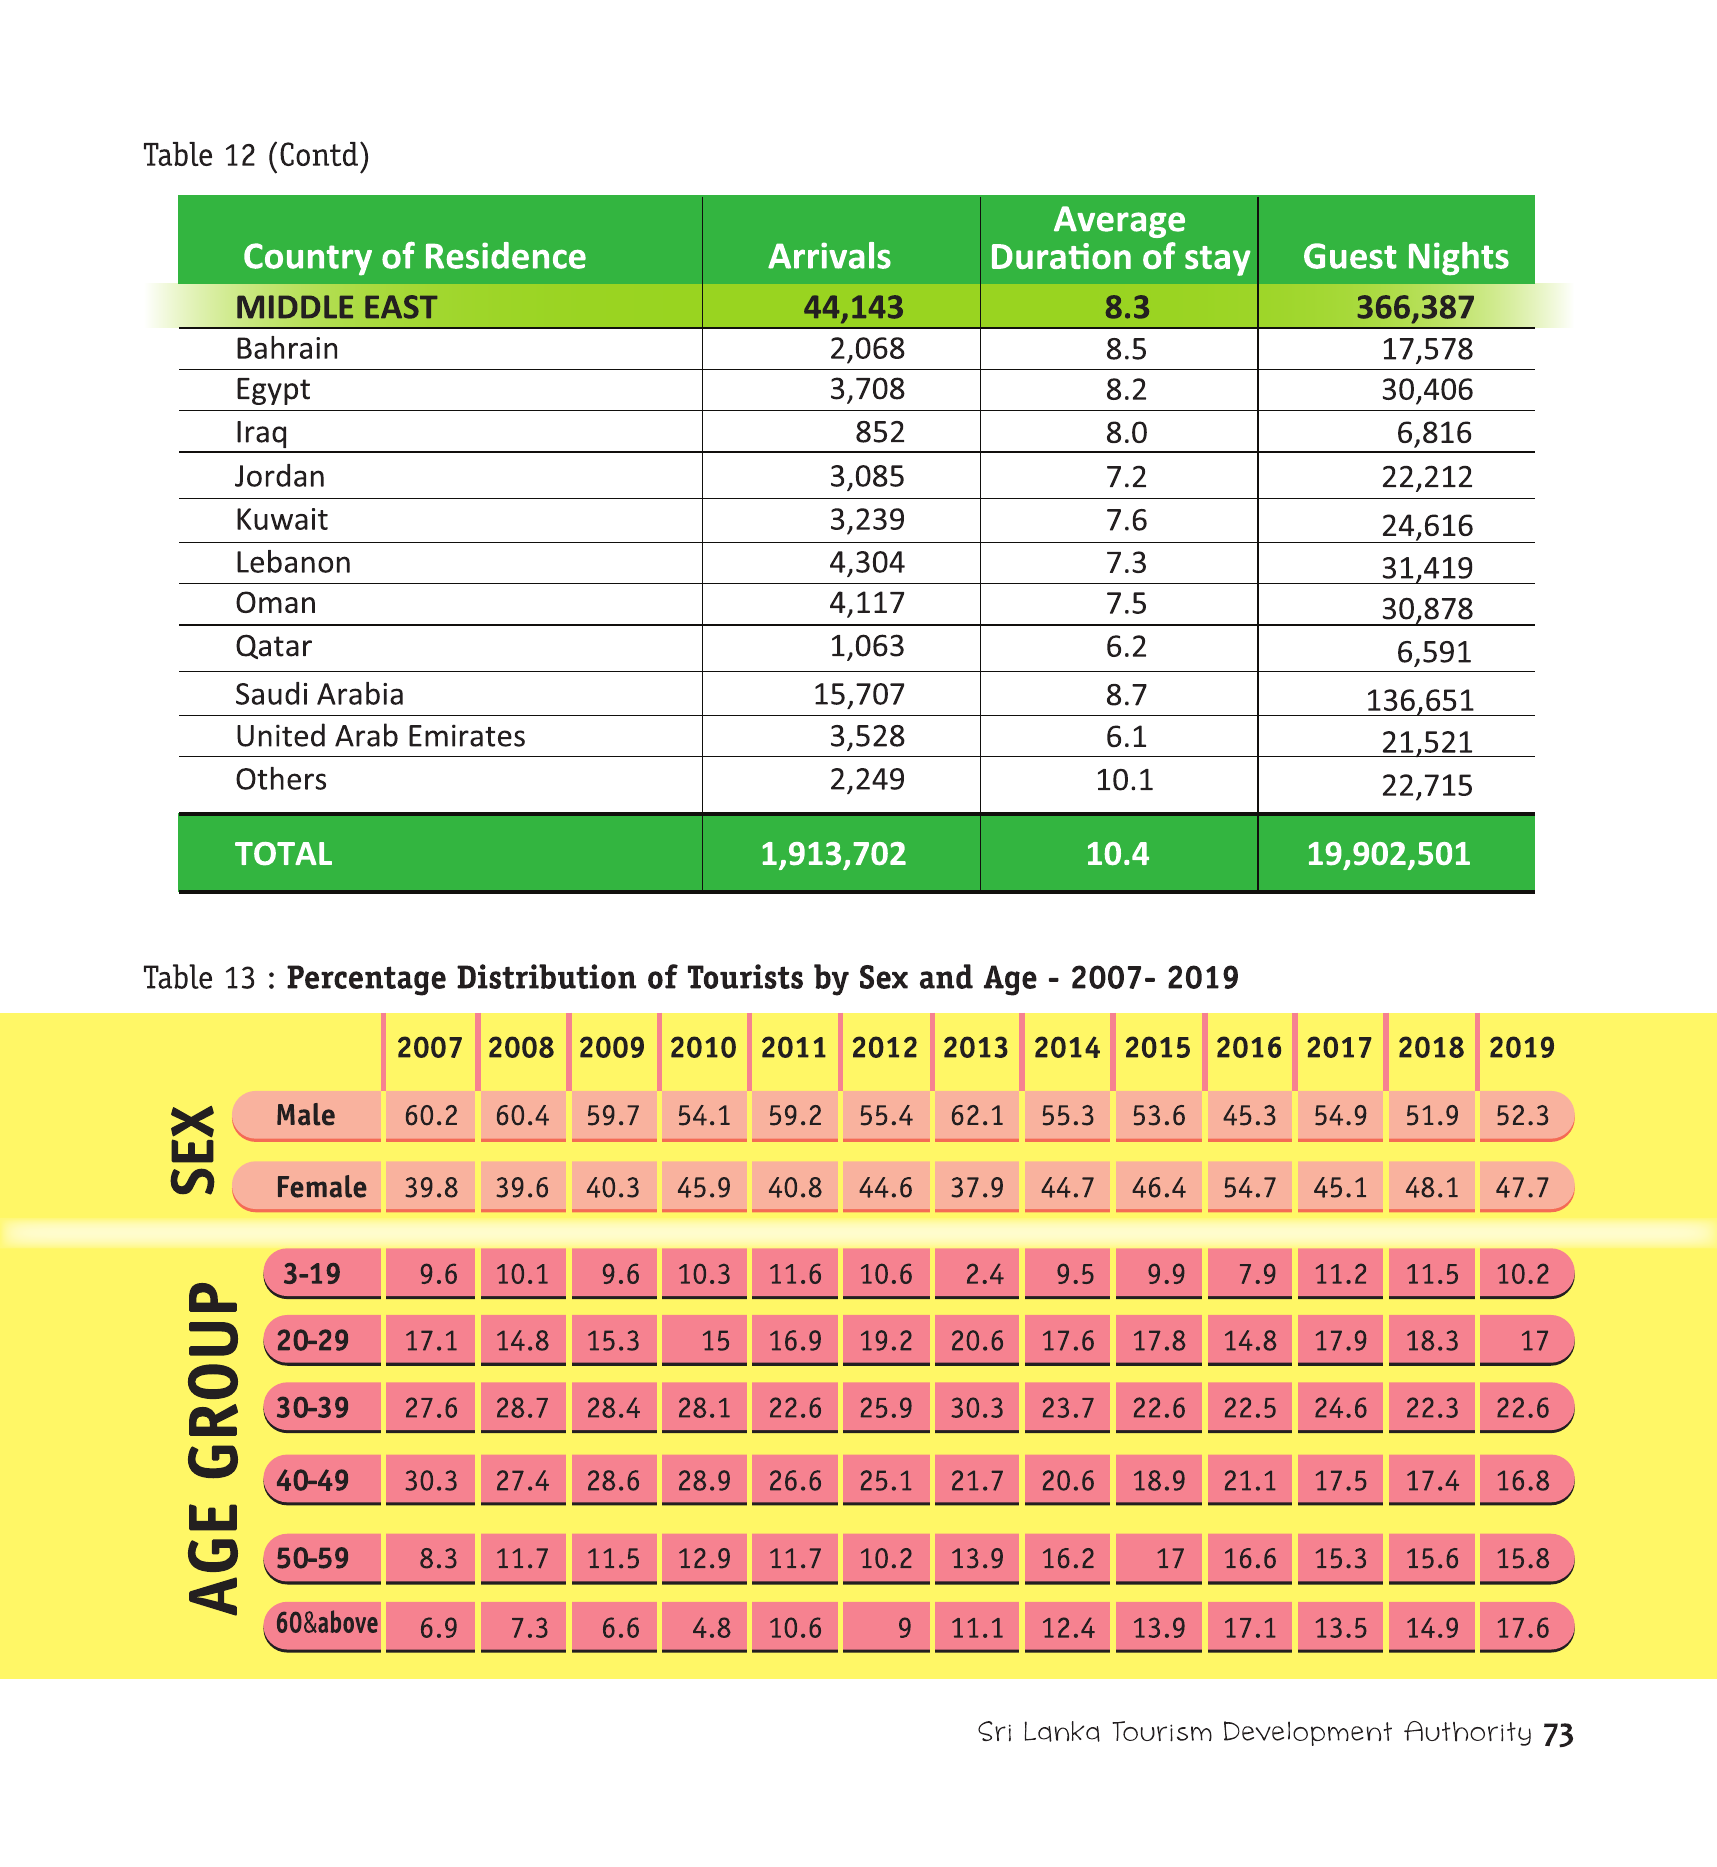 Table 12 (Contd)
Country of Residence Arrivals Average Duration of stay Guest Nights
MIDDLE EAST 44,143 8.3 366,387
Bahrain 2,068 8.5 17,578
Egypt 3,708 8.2 30,406
Iraq 852 8.0 6,816
Jordan 3,085 7.2 22,212
Kuwait 3,239 7.6 24,616
Lebanon 4,304 7.3 31,419
Oman 4,117 7.5 30,878
Qatar 1,063 6.2 6,591
Saudi Arabia 15,707 8.7 136,651
United Arab Emirates 3,528 6.1 21,521
Others 2,249 10.1 22,715
TOTAL 1,913,702 10.4 19,902,501
Table 13 : Percentage Distribution of Tourists by Sex and Age - 2007- 2019
2007 2008 2009 2010 2011 2012 2013 2014 2015 2016 2017 2018 2019
SEX
Male 60.2 60.4 59.7 54.1 59.2 55.4 62.1 55.3 53.6 45.3 54.9 51.9 52.3
Female 39.8 39.6 40.3 45.9 40.8 44.6 37.9 44.7 46.4 54.7 45.1 48.1 47.7
AGE GROUP
3-19 9.6 10.1 9.6 10.3 11.6 10.6 2.4 9.5 9.9 7.9 11.2 11.5 10.2
20-29 17.1 14.8 15.3 15 16.9 19.2 20.6 17.6 17.8 14.8 17.9 18.3 17
30-39 27.6 28.7 28.4 28.1 22.6 25.9 30.3 23.7 22.6 22.5 24.6 22.3 22.6
40-49 30.3 27.4 28.6 28.9 26.6 25.1 21.7 20.6 18.9 21.1 17.5 17.4 16.8
50-59 8.3 11.7 11.5 12.9 11.7 10.2 13.9 16.2 17 16.6 15.3 15.6 15.8
60&above 6.9 7.3 6.6 4.8 10.6 9 11.1 12.4 13.9 17.1 13.5 14.9 17.6
Sri Lanka Tourism Development Authority 73